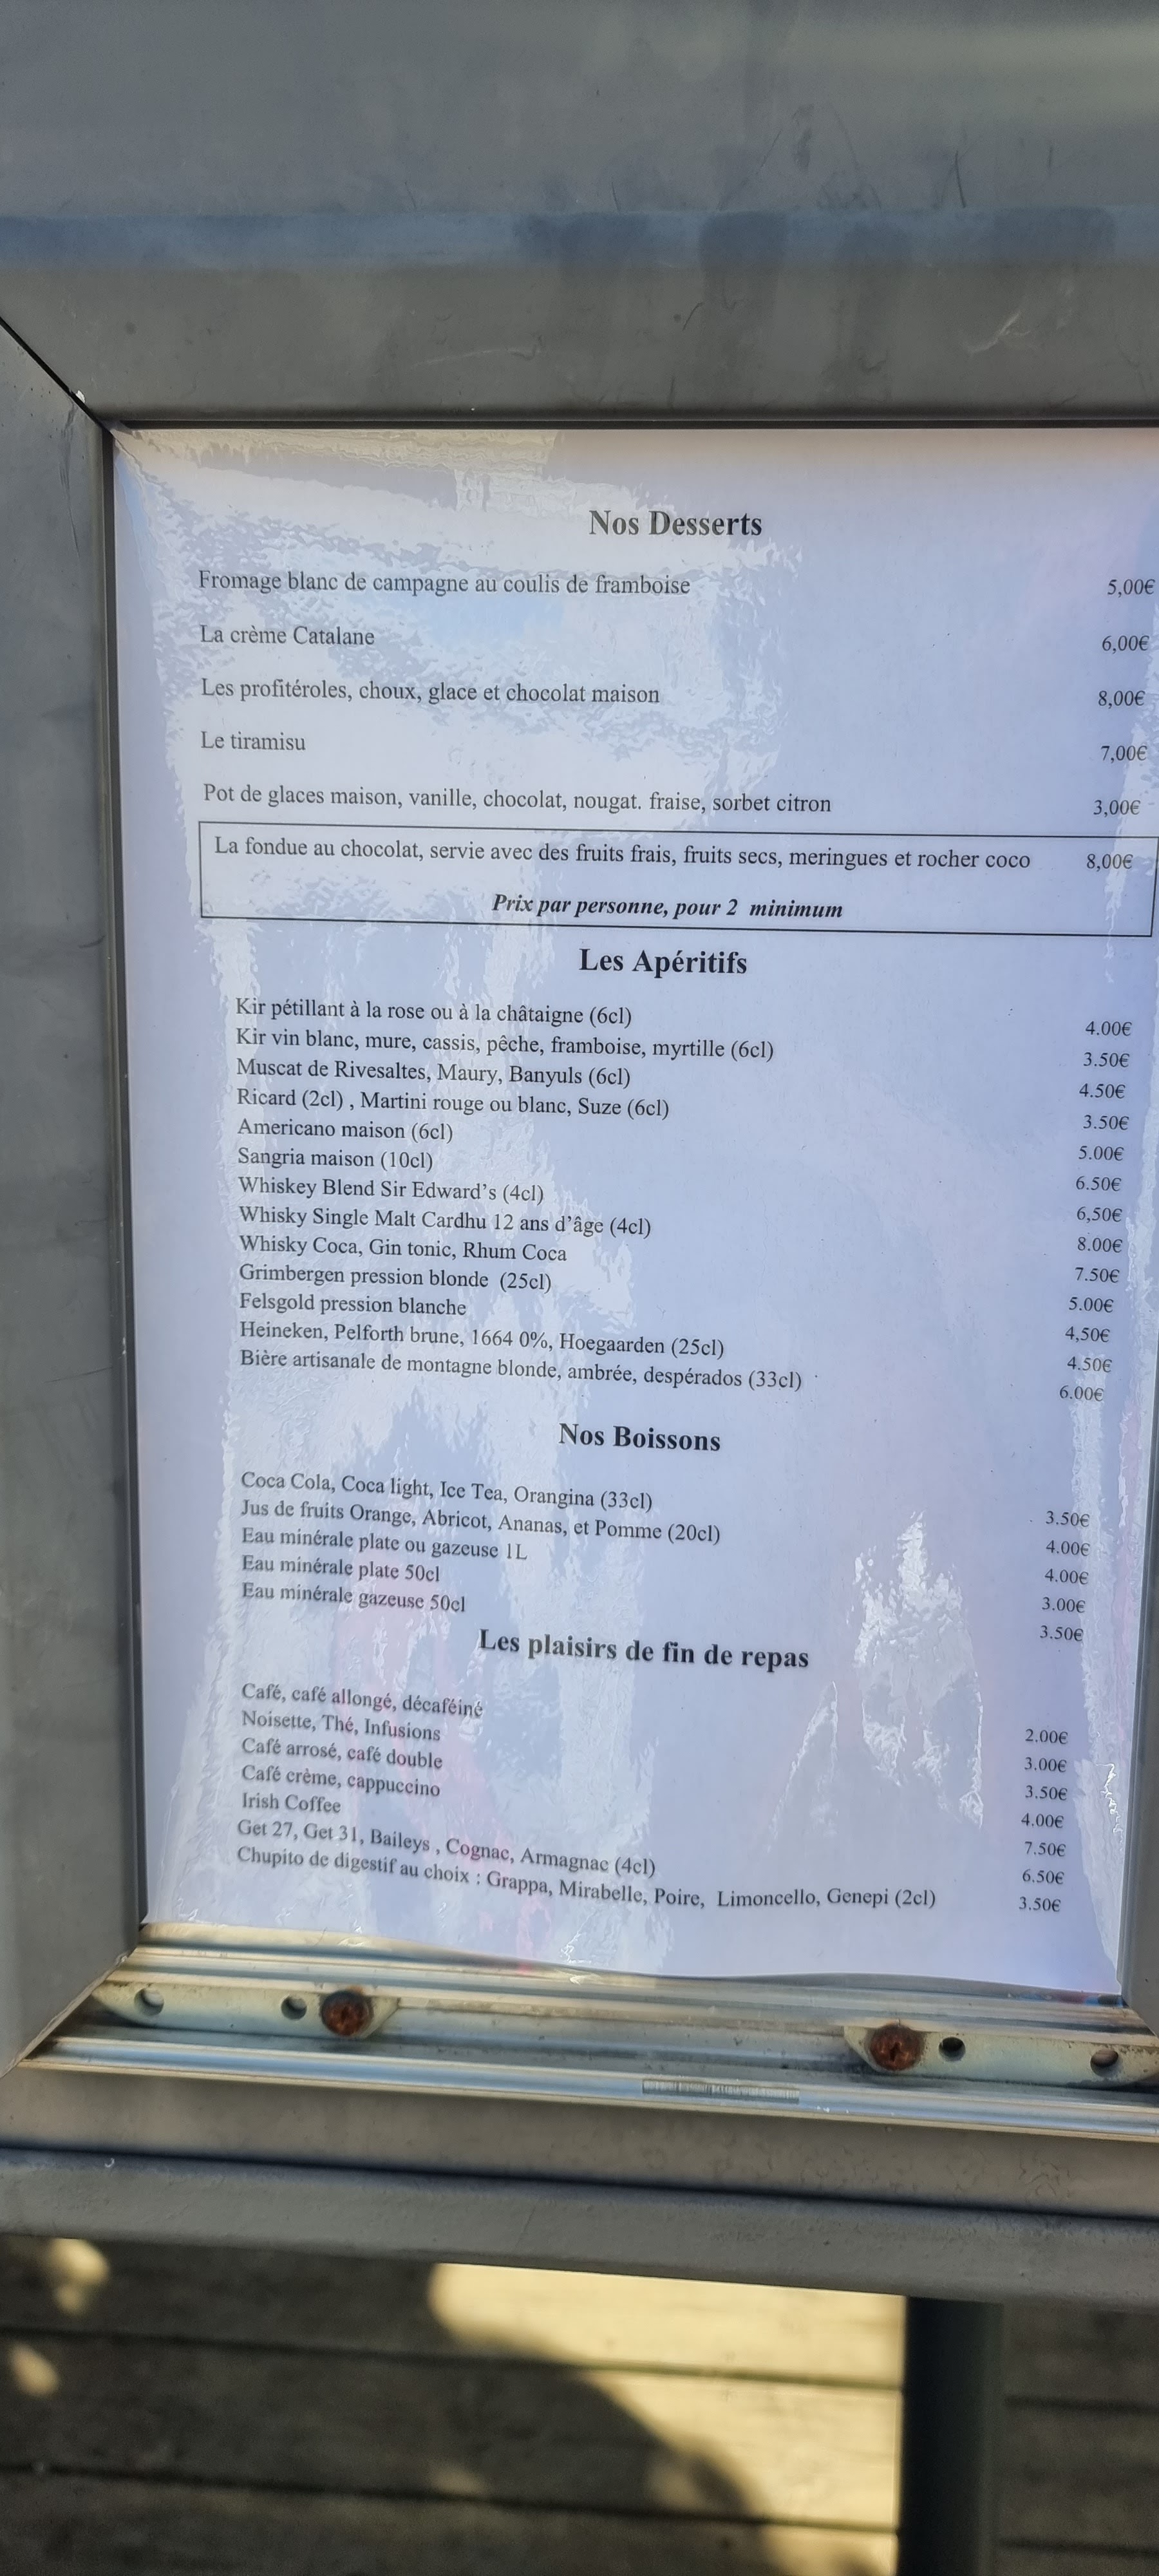 Nos Desserts
Fromage blanc de campagne au coulis de framboise 5,00€
La crème Catalane 6,00€
Les profitéroles, choux, glace et chocolat maison 8,00€
Le tiramisu 7,00€
Pot de glaces maison, vanille, chocolat, nougat. fraise, sorbet citron 3,00€
La fondue au chocolat, servie avec des fruits frais, fruits secs, meringues et rocher coco 8,00€
Prix par personne, pour 2 minimum
Les Apéritifs
Kir pétillant à la rose ou à la châtaigne (6cl) 4.00€
Kir vin blanc, mure, cassis, pêche, framboise, myrtille (6cl) 3.50€
Muscat de Rivesaltes, Maury, Banyuls (6cl) 4.50€
Ricard (2cl) , Martini rouge ou blanc, Suze (6cl) 3.50€
Americano maison (6cl) 5.00€
Sangria maison (10cl) 6.50€
Whiskey Blend Sir Edward’s (4cl) 6,50€
Whisky Single Malt Cardhu 12 ans d’âge (4cl) 8.00€
Whisky Coca, Gin tonic, Rhum Coca 7.50€
Grimbergen pression blonde (25cl) 5.00€
Felsgold pression blanche 4,50€
Heineken, Pelforth brune, 1664 0%, Hoegaarden (25cl) 4.50€
Bière artisanale de montagne blonde, ambrée, despérados (33cl) 6.00€
Nos Boissons
Coca Cola, Coca light, Ice Tea, Orangina (33cl) 3.50€
Jus de fruits Orange, Abricot, Ananas, et Pomme (20cl) 4.00€
Eau minérale plate ou gazeuse 1L 4.00€
Eau minérale plate 50cl 3.00€
Eau minérale gazeuse 50cl 3.50€
Les plaisirs de fin de repas
Café, café allongé, décaféiné 2.00€
Noisette, Thé, Infusions 3.00€
Café arrosé, café double 3.50€
Café crème, cappuccino 4.00€
Irish Coffee 7.50€
Get 27, Get 31, Baileys , Cognac, Armagnac (4cl) 6.50€
Chupito de digestif au choix : Grappa, Mirabelle, Poire, Limoncello, Genepi (2cl) 3.50€